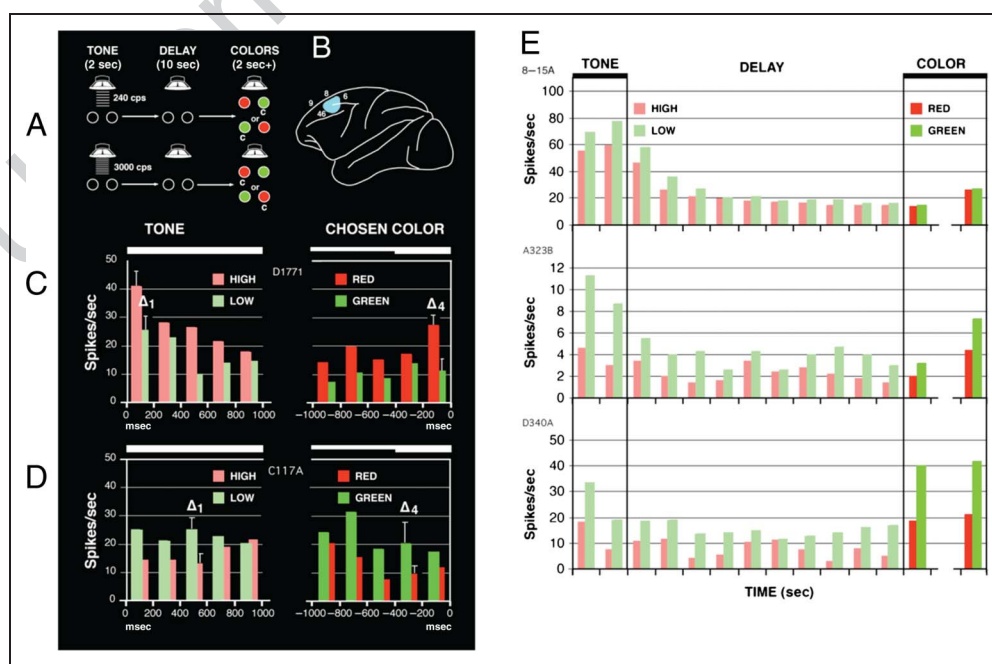 A
TONE
(2 sec)
DELAY
(10 sec)
COLORS
(2 sec+)
240 cps
C
or
C
3000 cps
C
or
C
B
8
6
9
46
C
TONE
CHOSEN COLOR
D1771
Spikes/sec
50
40
30
20
10
0
HIGH
LOW
Δ1
0 200 400 600 800 1000
msec
RED
GREEN
Δ4
−1000 −800 −600 −400 −200 0
msec
D
C117A
Spikes/sec
50
40
30
20
10
0
HIGH
LOW
Δ1
0 200 400 600 800 1000
msec
RED
GREEN
Δ4
−1000 −800 −600 −400 −200 0
msec
E
8–15A
TONE
DELAY
COLOR
Spikes/sec
100
80
60
40
20
0
HIGH
LOW
RED
GREEN
A323B
Spikes/sec
12
10
8
6
4
2
0
D340A
Spikes/sec
50
40
30
20
10
0
TIME (sec)